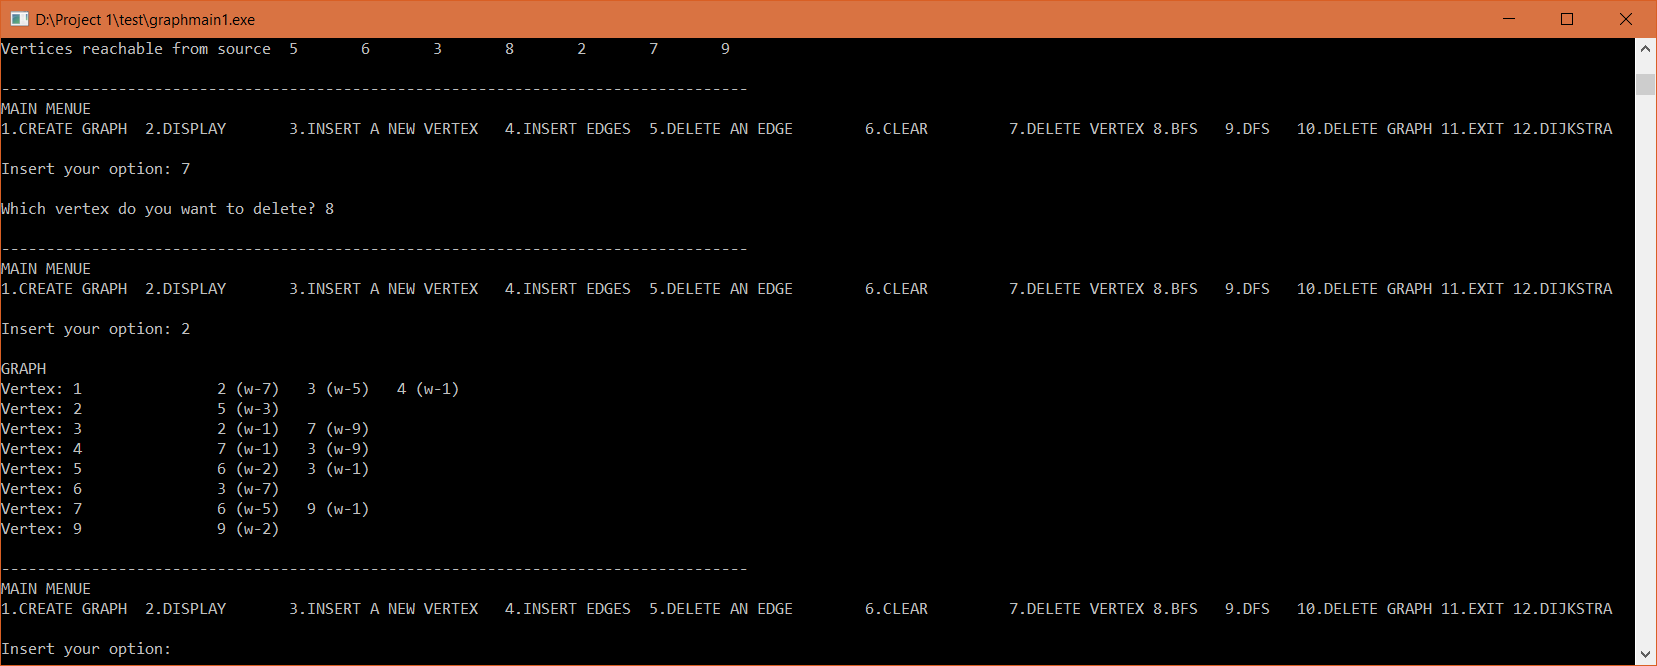 D:\Project 1\test\graphmain1.exe
Vertices reachable from source  5       6       3       8       2       7       9
-----------------------------------------------------------------------------------
MAIN MENUE
1.CREATE GRAPH  2.DISPLAY       3.INSERT A NEW VERTEX   4.INSERT EDGES  5.DELETE AN EDGE        6.CLEAR         7.DELETE VERTEX 8.BFS   9.DFS   10.DELETE GRAPH 11.EXIT 12.DIJKSTRA
Insert your option: 7
Which vertex do you want to delete? 8
-----------------------------------------------------------------------------------
MAIN MENUE
1.CREATE GRAPH  2.DISPLAY       3.INSERT A NEW VERTEX   4.INSERT EDGES  5.DELETE AN EDGE        6.CLEAR         7.DELETE VERTEX 8.BFS   9.DFS   10.DELETE GRAPH 11.EXIT 12.DIJKSTRA
Insert your option: 2
GRAPH
Vertex: 1               2 (w-7)   3 (w-5)   4 (w-1)
Vertex: 2               5 (w-3)
Vertex: 3               2 (w-1)   7 (w-9)
Vertex: 4               7 (w-1)   3 (w-9)
Vertex: 5               6 (w-2)   3 (w-1)
Vertex: 6               3 (w-7)
Vertex: 7               6 (w-5)   9 (w-1)
Vertex: 9               9 (w-2)
-----------------------------------------------------------------------------------
MAIN MENUE
1.CREATE GRAPH  2.DISPLAY       3.INSERT A NEW VERTEX   4.INSERT EDGES  5.DELETE AN EDGE        6.CLEAR         7.DELETE VERTEX 8.BFS   9.DFS   10.DELETE GRAPH 11.EXIT 12.DIJKSTRA
Insert your option: